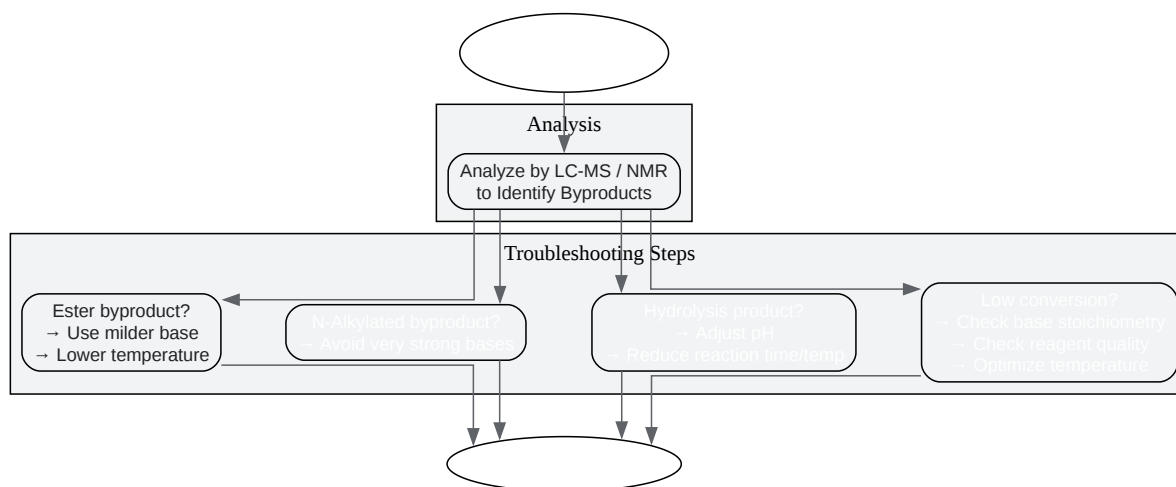 Analysis
Analyze by LC-MS / NMR
to Identify Byproducts
Troubleshooting Steps
Ester byproduct?
→ Use milder base
→ Lower temperature
N-Alkylated byproduct?
→ Avoid very strong bases
Hydrolysis product?
→ Adjust pH
→ Reduce reaction time/temp
Low conversion?
→ Check base stoichiometry
→ Check reagent quality
→ Optimize temperature